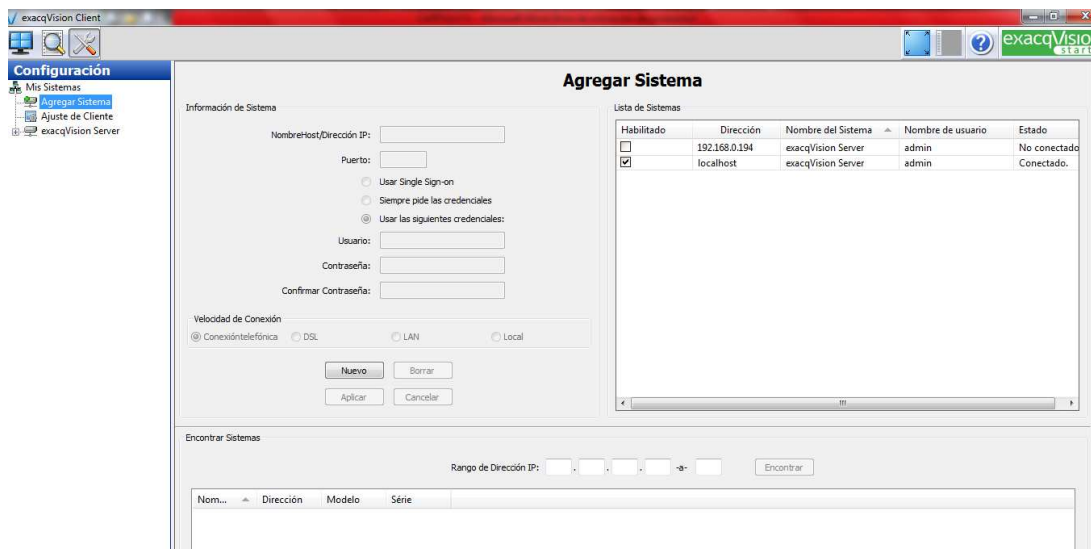 exacqVision Client
exacqVisio
start
Configuración
Mis Sistemas
Agregar Sistema
Ajuste de Cliente
exacqVision Server
Agregar Sistema
Información de Sistema
NombreHost/Dirección IP:
Puerto:
Usar Single Sign-on
Siempre pide las credenciales
Usar las siguientes credenciales:
Usuario:
Contraseña:
Confirmar Contraseña:
Velocidad de Conexión
Conexióntelefónica DSL LAN Local
Nuevo Borrar
Aplicar Cancelar
Lista de Sistemas
Habilitado Dirección Nombre del Sistema Nombre de usuario Estado
192.168.0.194 exacqVision Server admin No conectado
localhost exacqVision Server admin Conectado.
Encontrar Sistemas
Rango de Dirección IP: . . . -a- Encontrar
Nom... Dirección Modelo Série